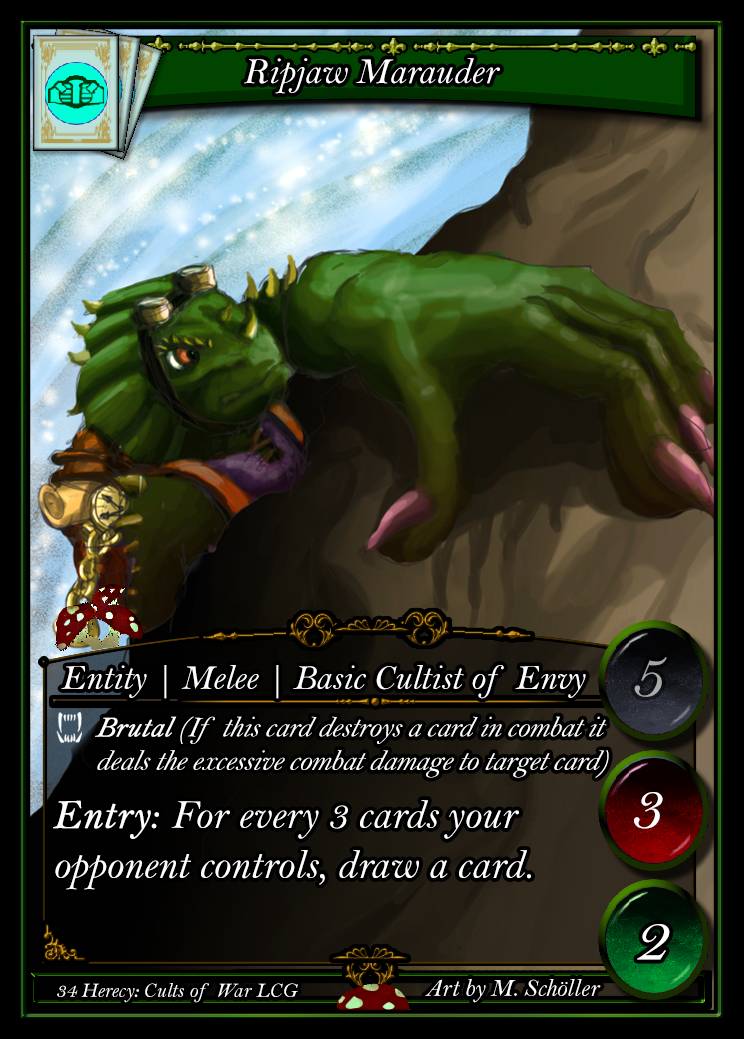 Ripjaw Marauder
Entity | Melee | Basic Cultist of Envy
5
Brutal (If this card destroys a card in combat it
deals the excessive combat damage to target card)
3
Entry: For every 3 cards your
opponent controls, draw a card.
2
34 Herecy: Cults of War LCG
Art by M. Schöller